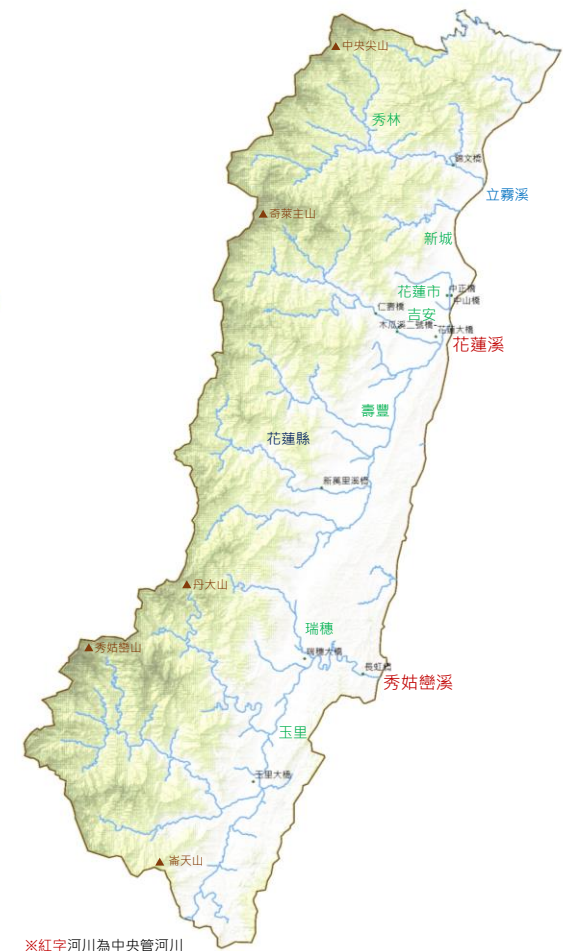 ▲中央尖山
秀林
錦文橋
立霧溪
▲奇萊主山
新城
花蓮市
中正橋
中山橋
仁壽橋
吉安
木瓜溪二號橋
花蓮大橋
花蓮溪
壽豐
花蓮縣
新萬里溪橋
▲丹大山
瑞穗
▲秀姑巒山
瑞穗大橋
長虹橋
秀姑巒溪
玉里
玉里大橋
▲崙天山
※紅字河川為中央管河川